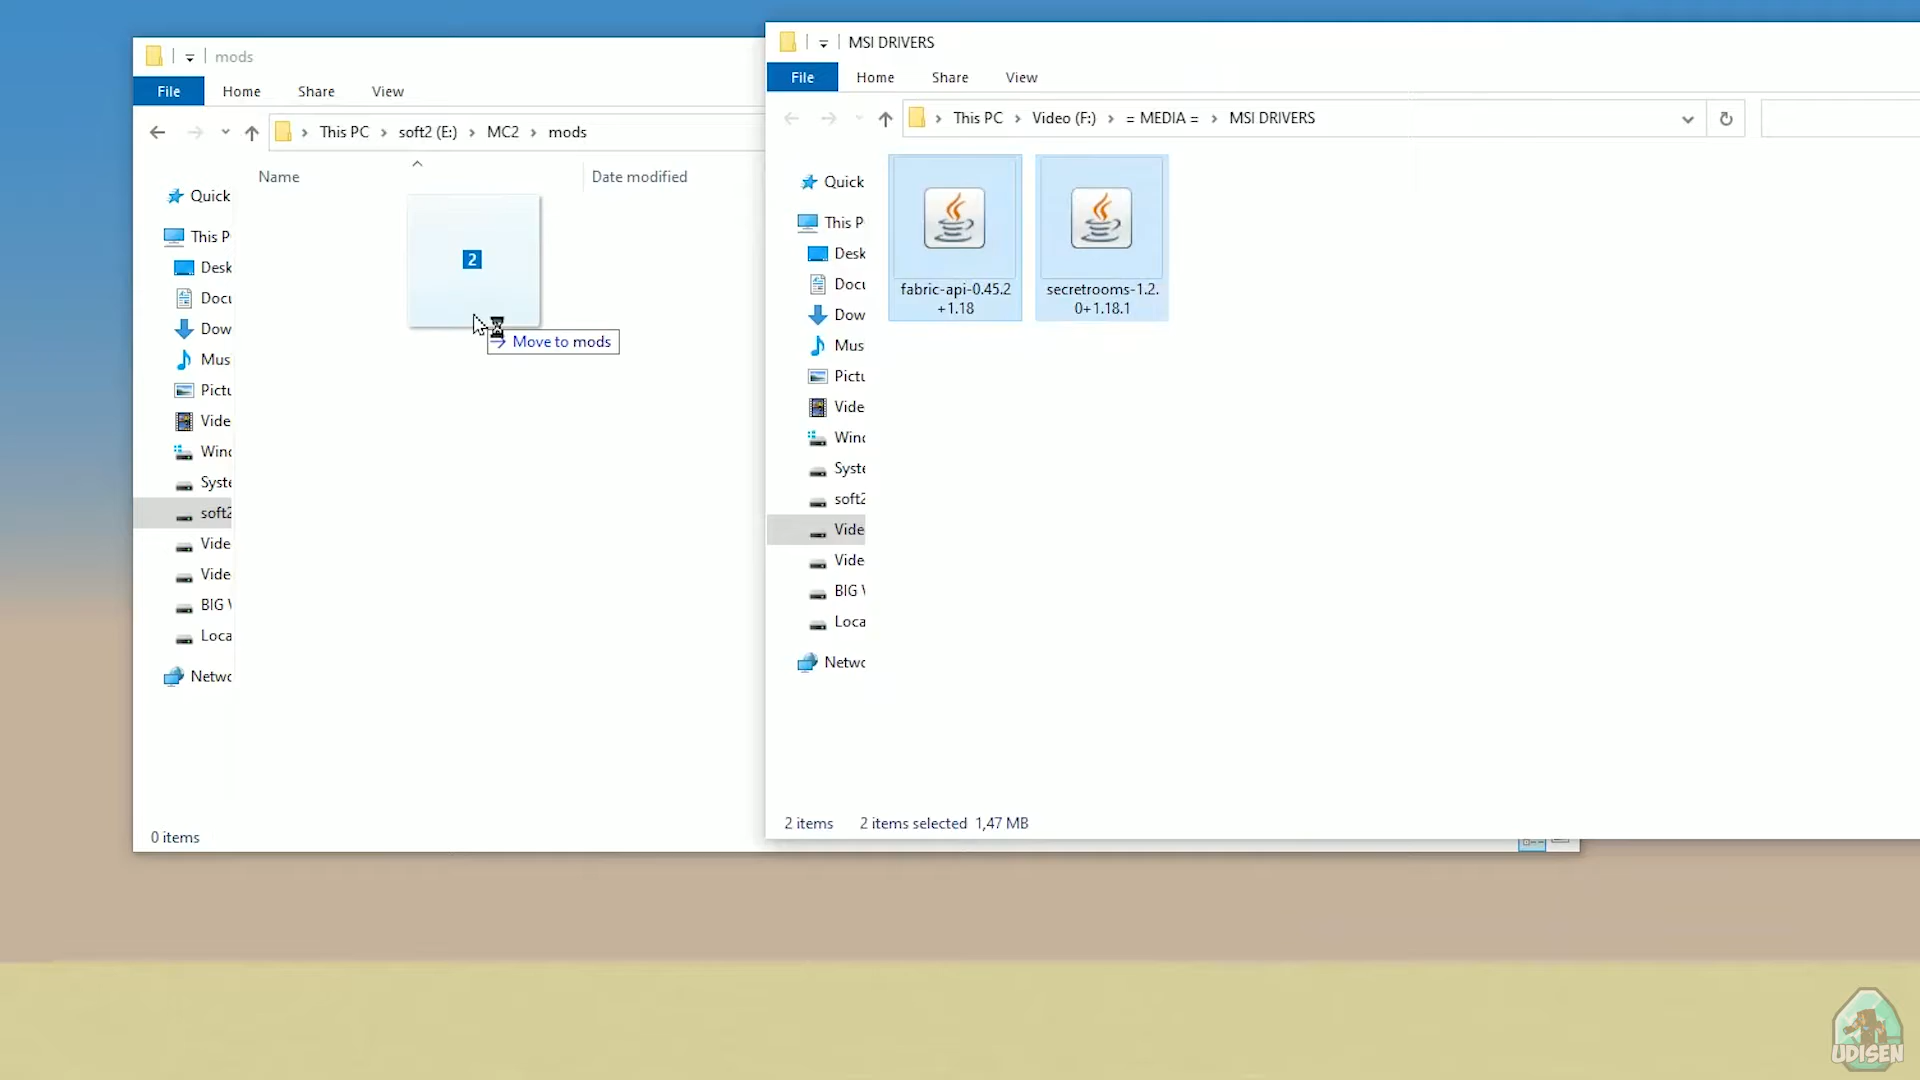 mods
File
Home
Share
View
This PC
soft2 (E:)
MC2
mods
Name
Date modified
Quick
This P
Desk
Docu
Dow
Mus
Pictu
Vide
Wind
Syste
soft2
Vide
Vide
BIG
Loca
Netwo
2
Move to mods
0 items
MSI DRIVERS
File
Home
Share
View
This PC
Video (F:)
= MEDIA =
MSI DRIVERS
Quick
This P
Desk
Docu
Dow
Mus
Pictu
Vide
Wind
Syste
soft2
Vide
Vide
BIG
Loca
Netwo
fabric-api-0.45.2
+1.18
secretrooms-1.2.
0+1.18.1
2 items
2 items selected 1,47 MB
UDISEN